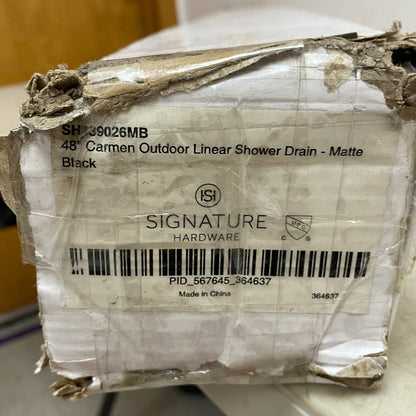 SH 39026MB
48" Carmen Outdoor Linear Shower Drain - Matte
Black
SIGNATURE
HARDWARE
PID_567645_364637
Made in China
364637